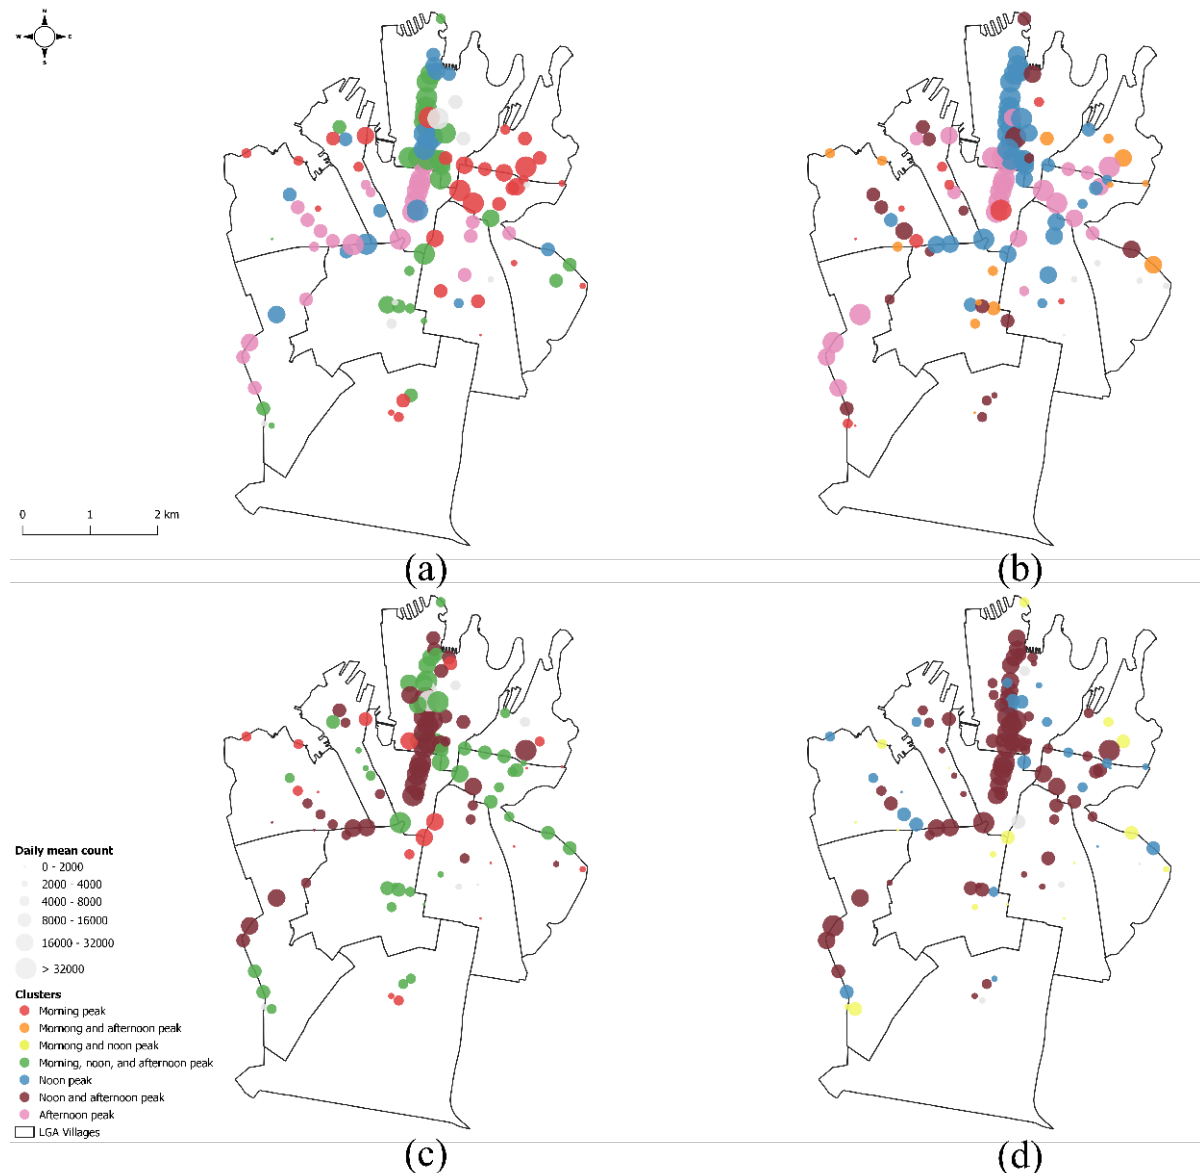 N
W E
S
0 1 2 km
(a)
(b)
Daily mean count
0 - 2000
2000 - 4000
4000 - 8000
8000 - 16000
16000 - 32000
> 32000
Clusters
Morning peak
Mornong and afternoon peak
Mornong and noon peak
Morning, noon, and afternoon peak
Noon peak
Noon and afternoon peak
Afternoon peak
LGA Villages
(c)
(d)